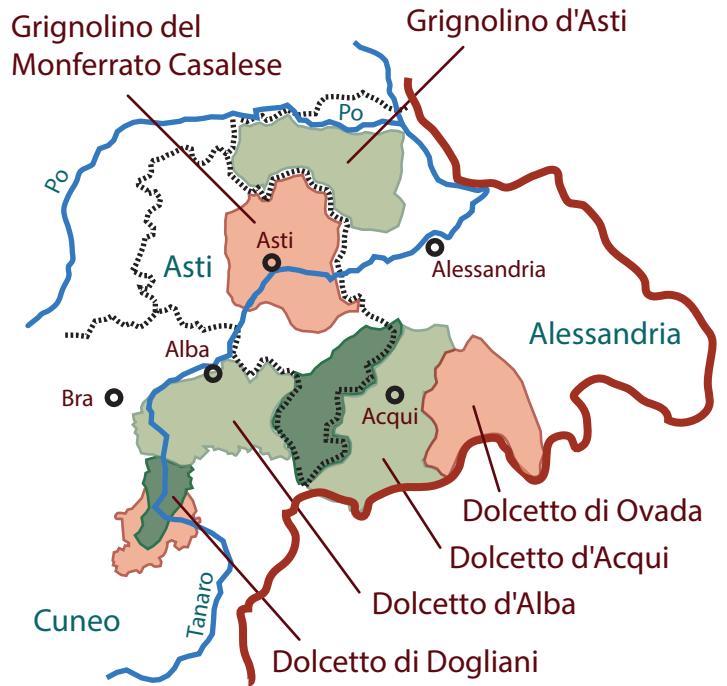 Grignolino del
Monferrato Casalese
Grignolino d'Asti
Po
Po
Asti
Asti
Alessandria
Alessandria
Alba
Bra
Acqui
Dolcetto di Ovada
Dolcetto d'Acqui
Dolcetto d'Alba
Cuneo
Tanaro
Dolcetto di Dogliani